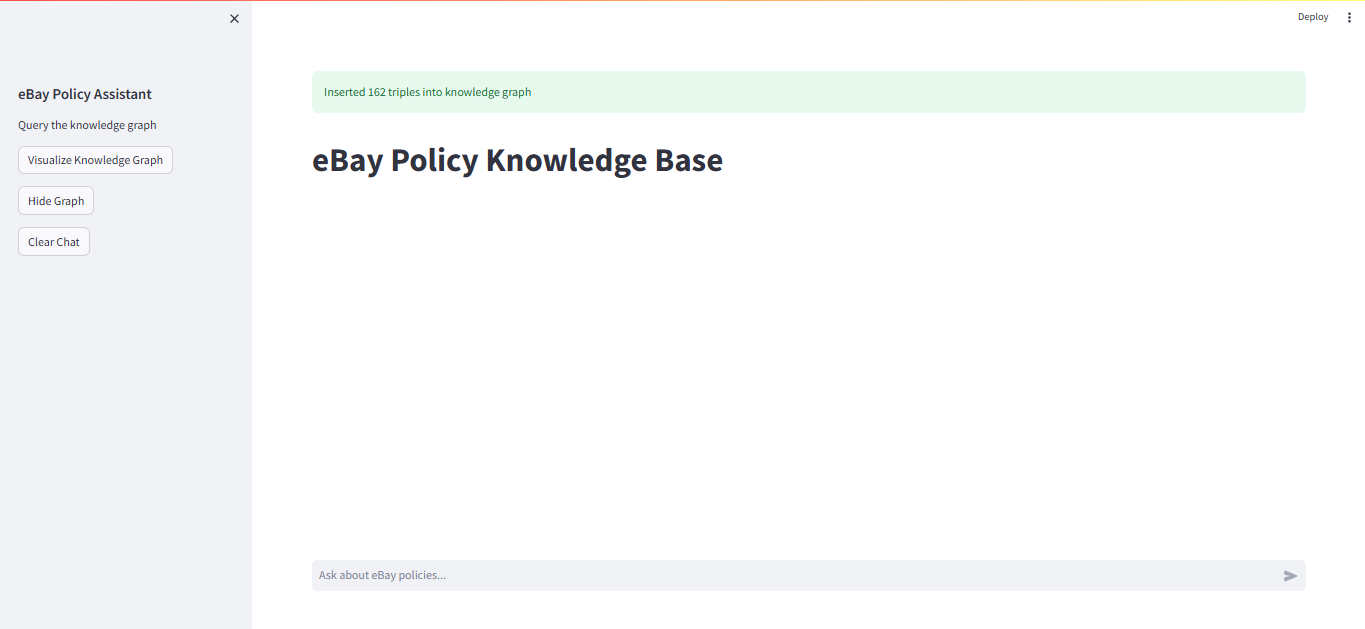 Deploy
eBay Policy Assistant
Query the knowledge graph
Visualize Knowledge Graph
Hide Graph
Clear Chat
Inserted 162 triples into knowledge graph
eBay Policy Knowledge Base
Ask about eBay policies...